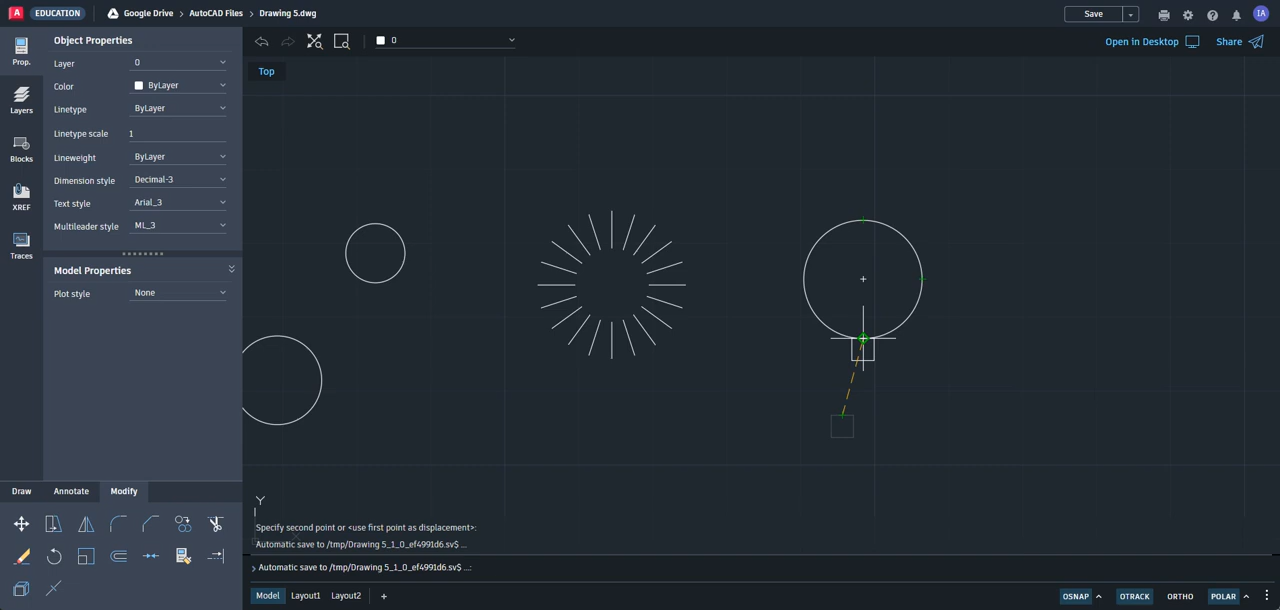 A EDUCATION Google Drive > AutoCAD Files > Drawing 5.dwg Save IA
Prop.
Layers
Blocks
XREF
Traces
Object Properties
Layer 0
Color ByLayer
Linetype ByLayer
Linetype scale 1
Lineweight ByLayer
Dimension style Decimal-3
Text style Arial_3
Multileader style ML_3
Model Properties
Plot style None
Draw Annotate Modify
0
Open in Desktop Share
Top
Y
Specify second point or <use first point as displacement>:
Automatic save to /tmp/Drawing 5_1_0_ef4991d6.sv$ ...
> Automatic save to /tmp/Drawing 5_1_0_ef4991d6.sv$ ...:
Model Layout1 Layout2 + OSNAP OTRACK ORTHO POLAR